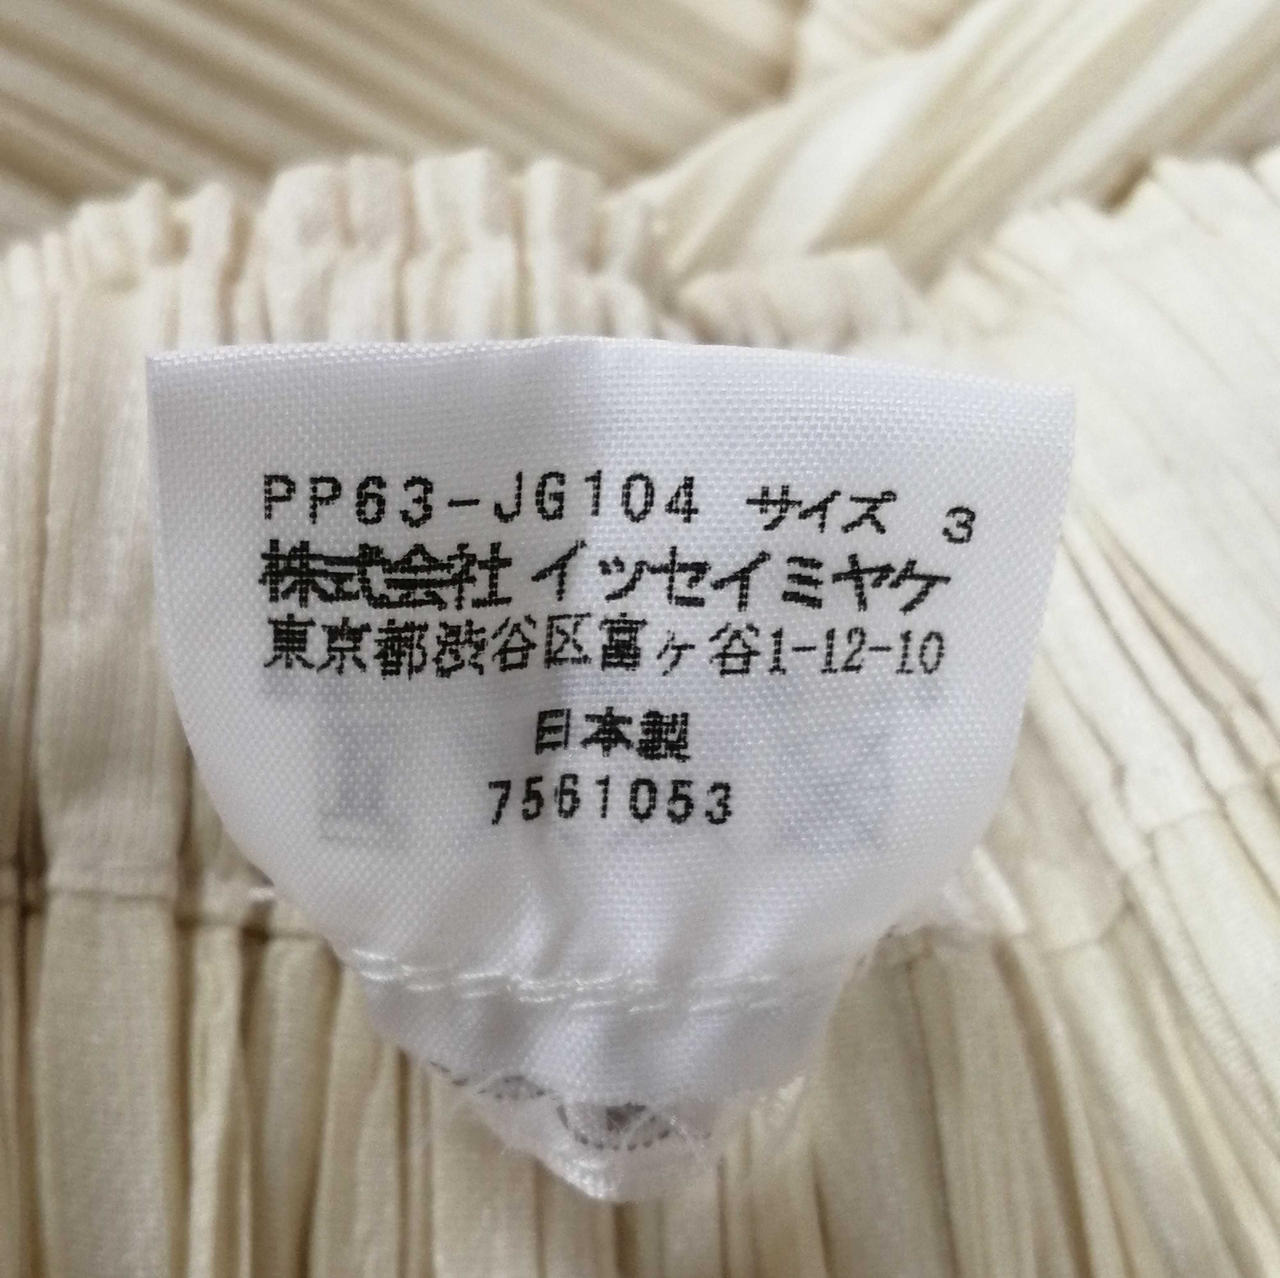 PP63-JG104 サイズ 3
株式会社イッセイミヤケ
東京都渋谷区富ヶ谷1-12-10
日本製
7561053